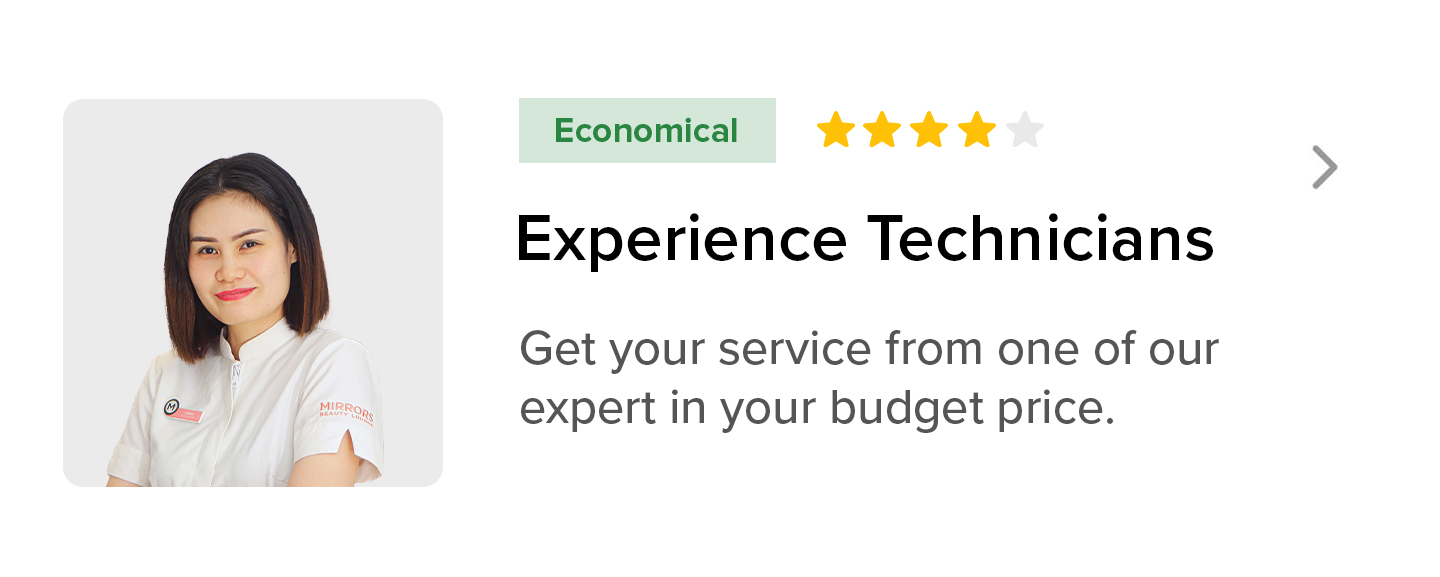 Economical
Experience Technicians
Get your service from one of our
expert in your budget price.
M
MIRRORS
BEAUTY LOUNGE